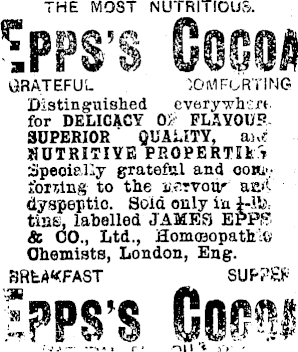 THE MOST NUTRITIOUS.
EPPS'S COCOA
GRATEFUL COMFORTING
Distinguished everywhere
for DELICACY OF FLAVOUR,
SUPERIOR QUALITY, and
NUTRITIVE PROPERTIES.
Specially grateful and com-
forting to the nervous and
dyspeptic. Sold only in ¼-lb.
tins, labelled JAMES EPPS
& CO., Ltd., Homœopathic
Chemists, London, Eng.
BREAKFAST SUPPER
EPPS'S COCOA